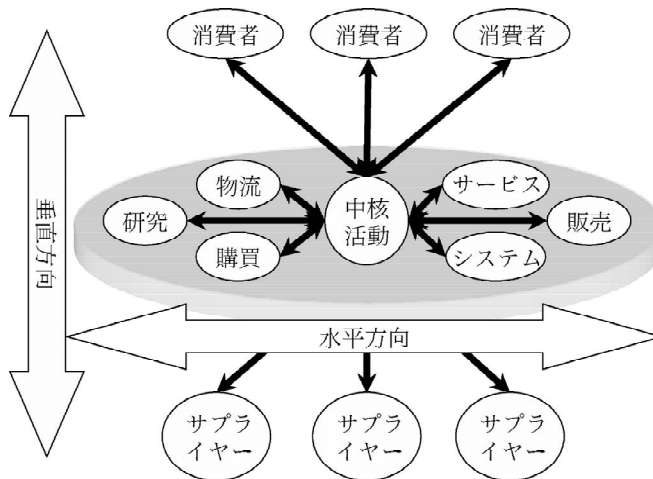 消費者
消費者
消費者
垂直方向
物流
サービス
研究
中核
活動
販売
購買
システム
水平方向
サプラ
イヤー
サプラ
イヤー
サプラ
イヤー